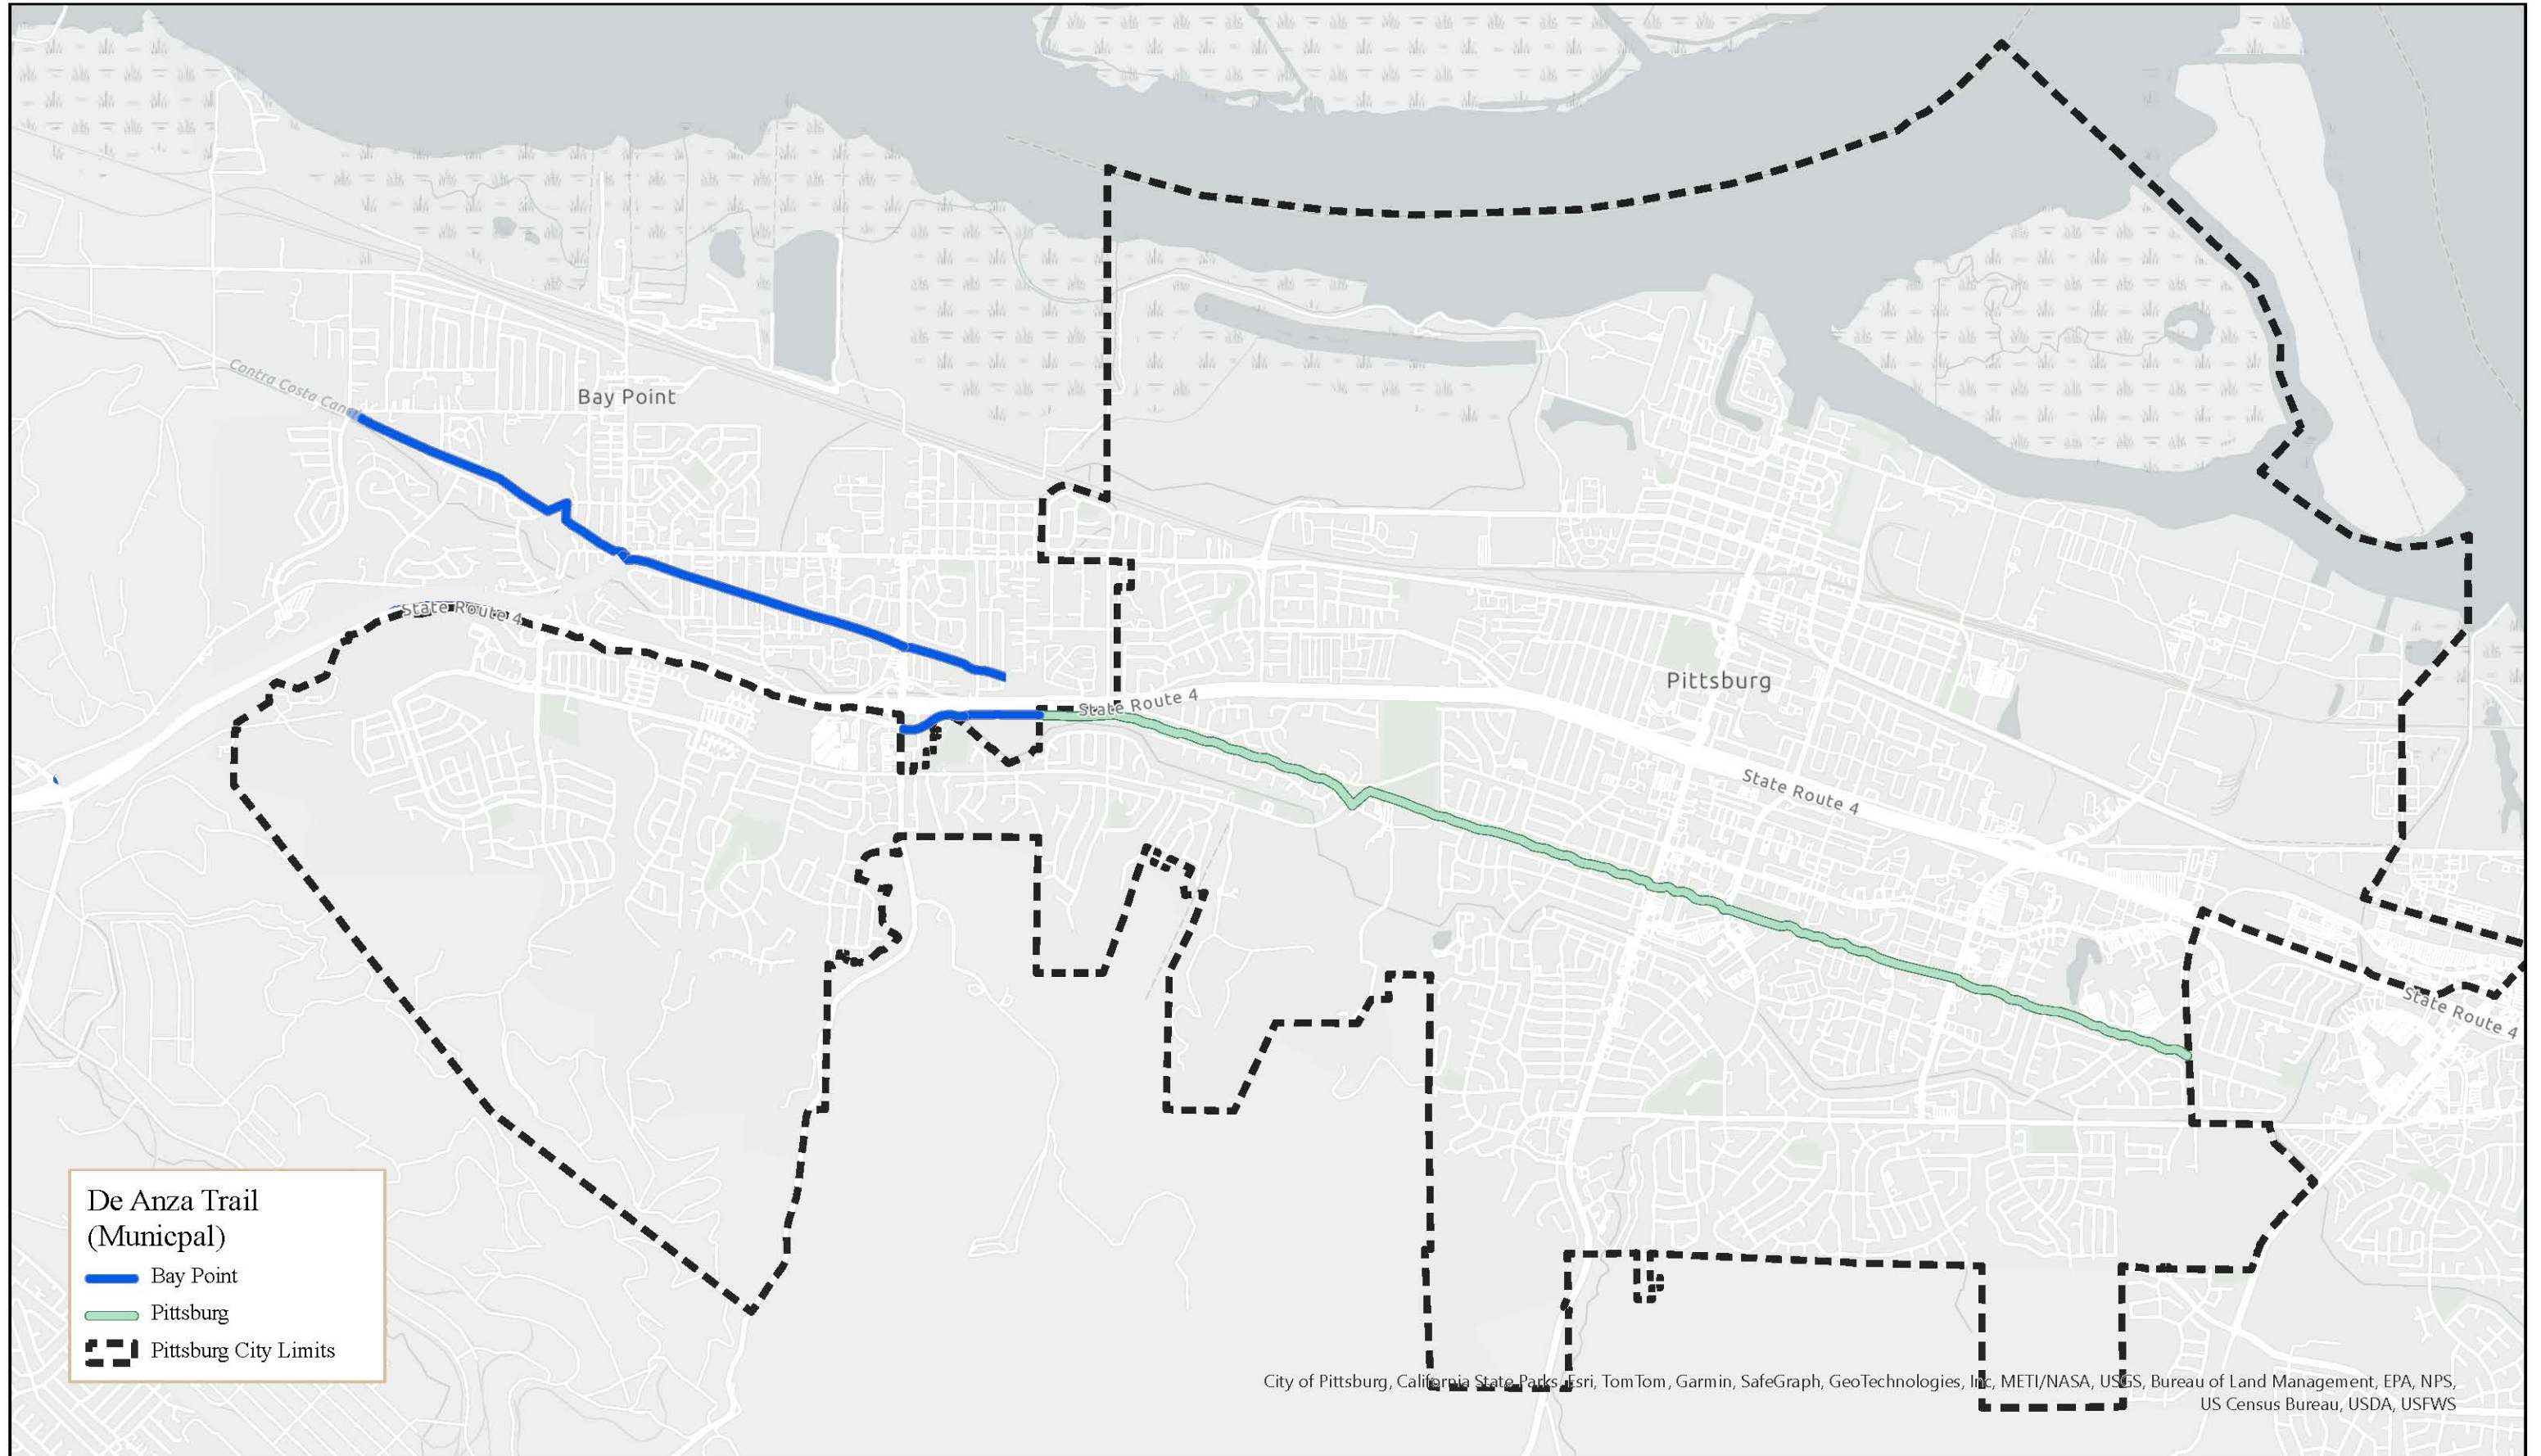 Contra Costa Canal
Bay Point
State Route 4
State Route 4
Pittsburg
State Route 4
State Route 4
De Anza Trail
(Municpal)
Bay Point
Pittsburg
Pittsburg City Limits
City of Pittsburg, California State Parks, Esri, TomTom, Garmin, SafeGraph, GeoTechnologies, Inc, METI/NASA, USGS, Bureau of Land Management, EPA, NPS,
US Census Bureau, USDA, USFWS